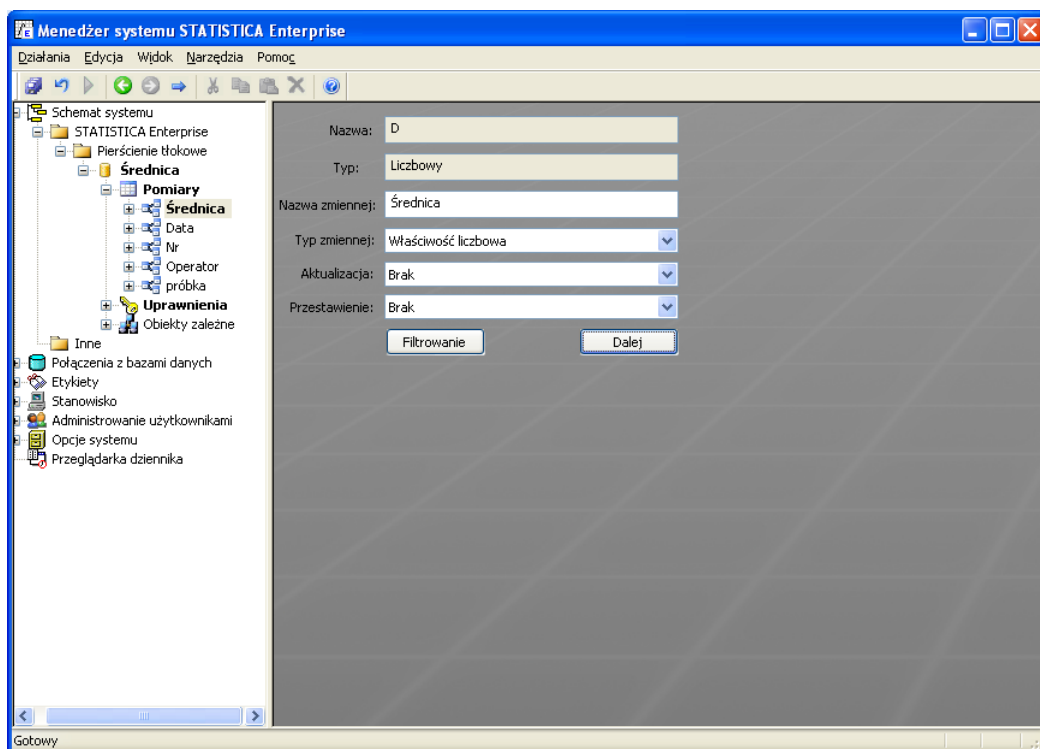 Menedżer systemu STATISTICA Enterprise
Działania Edycja Widok Narzędzia Pomoc
Schemat systemu
STATISTICA Enterprise
Pierścienie tłokowe
Średnica
Pomiary
Średnica
Data
Nr
Operator
próbka
Uprawnienia
Obiekty zależne
Inne
Połączenia z bazami danych
Etykiety
Stanowisko
Administrowanie użytkownikami
Opcje systemu
Przeglądarka dziennika
Nazwa: D
Typ: Liczbowy
Nazwa zmiennej: Średnica
Typ zmiennej: Właściwość liczbowa
Aktualizacja: Brak
Przestawienie: Brak
Filtrowanie Dalej
Gotowy